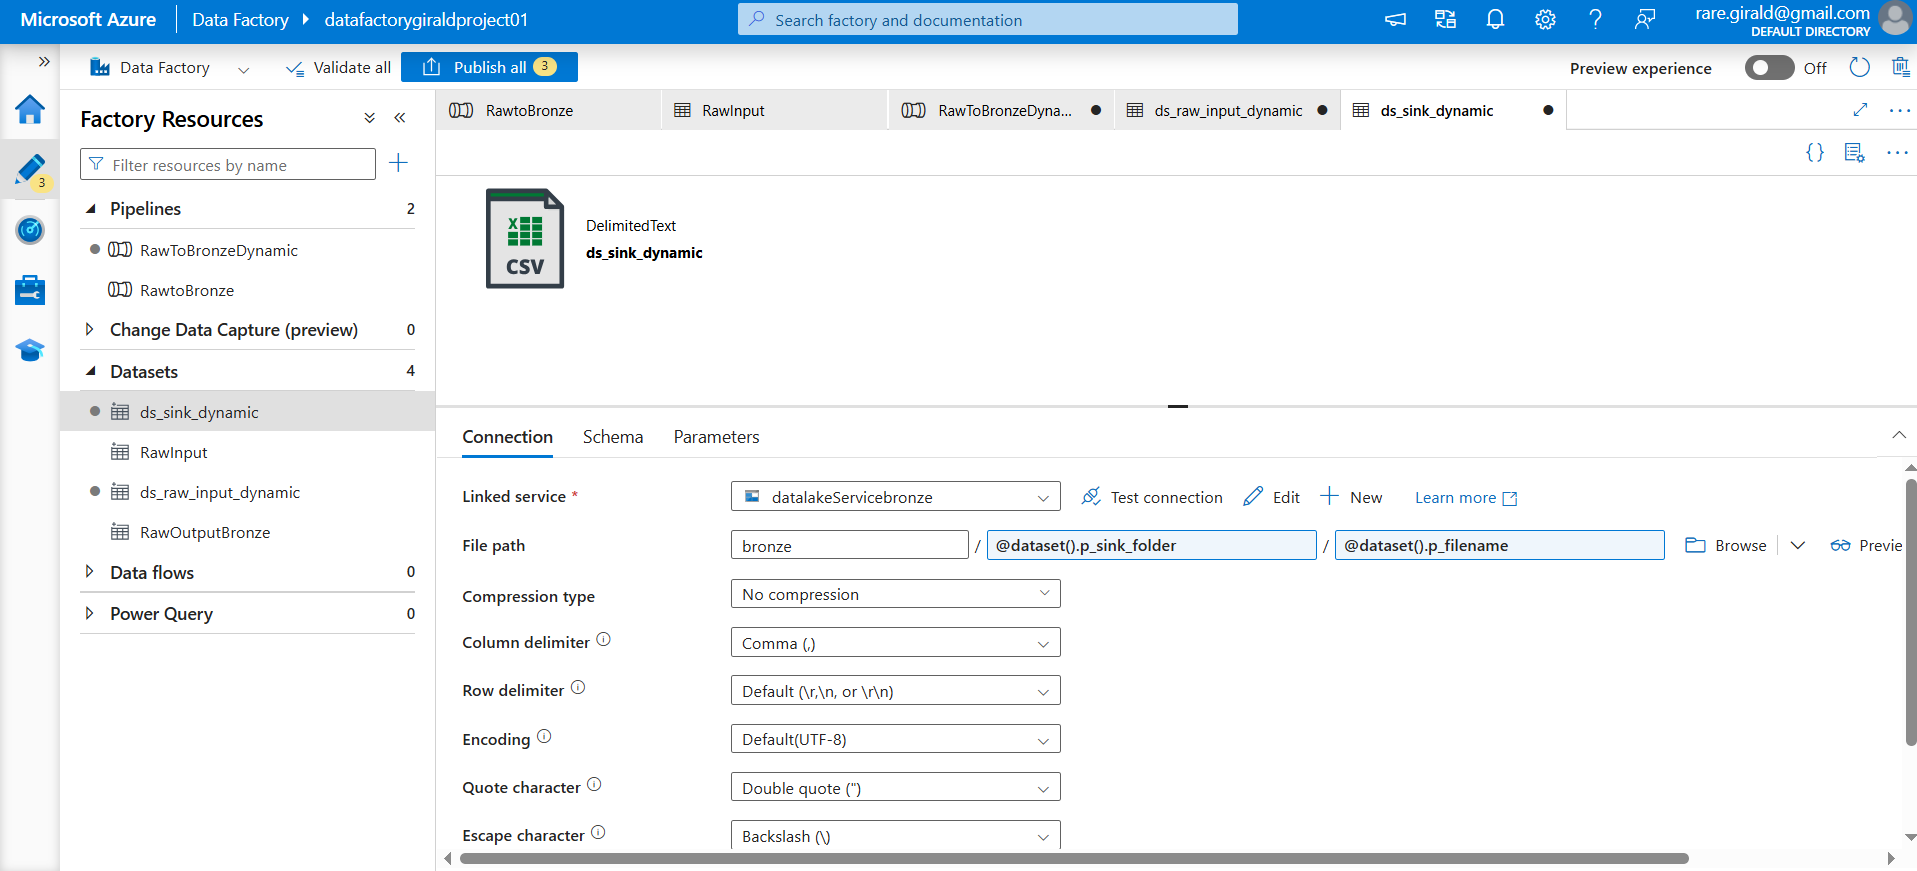 Microsoft Azure
Data Factory
datafactorygiraldproject01
Search factory and documentation
rare.girald@gmail.com
DEFAULT DIRECTORY
Data Factory
Validate all
Publish all 3
Preview experience
Off
3
Factory Resources
Filter resources by name
Pipelines 2
RawToBronzeDynamic
RawtoBronze
Change Data Capture (preview) 0
Datasets 4
ds_sink_dynamic
RawInput
ds_raw_input_dynamic
RawOutputBronze
Data flows 0
Power Query 0
RawtoBronze
RawInput
RawToBronzeDyna...
ds_raw_input_dynamic
ds_sink_dynamic
{}
X
CSV
DelimitedText
ds_sink_dynamic
Connection Schema Parameters
Linked service * datalakeServicebronze Test connection Edit New Learn more
File path bronze / @dataset().p_sink_folder / @dataset().p_filename Browse Previe
Compression type No compression
Column delimiter Comma (,)
Row delimiter Default (\r,\n, or \r\n)
Encoding Default(UTF-8)
Quote character Double quote (")
Escape character Backslash (\)